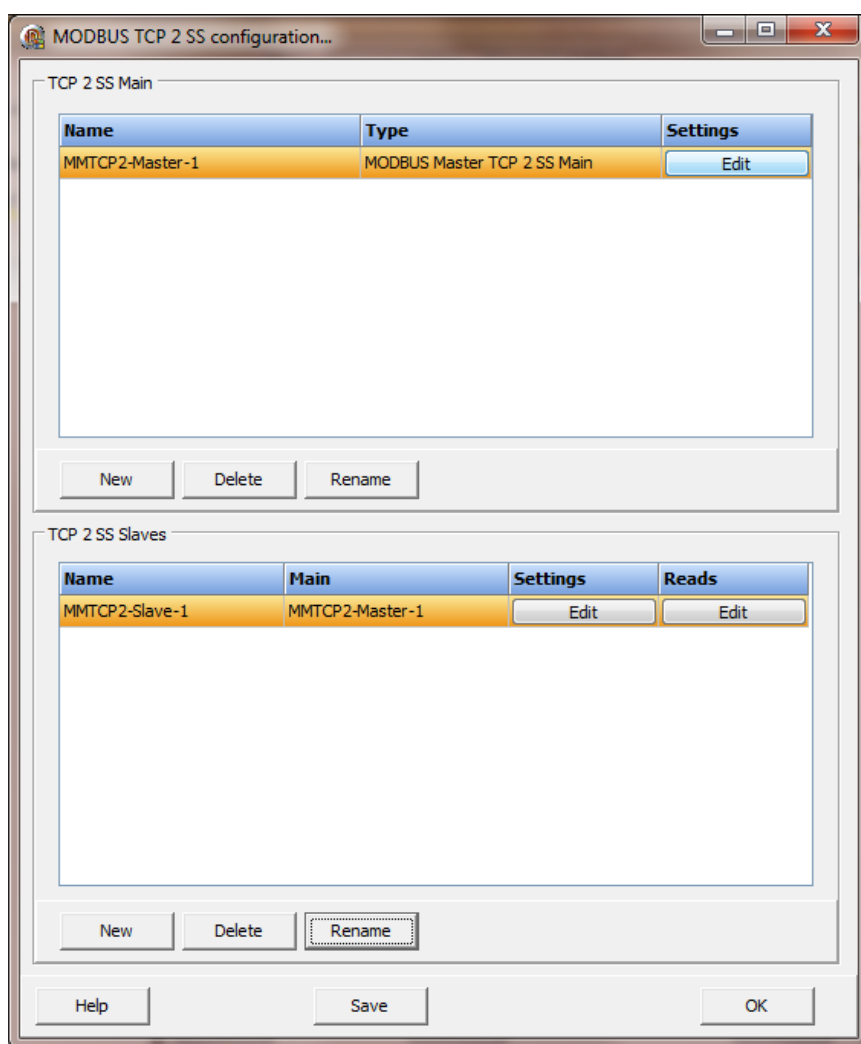 MODBUS TCP 2 SS configuration...
TCP 2 SS Main
Name Type Settings
MMTCP2-Master-1 MODBUS Master TCP 2 SS Main Edit
New Delete Rename
TCP 2 SS Slaves
Name Main Settings Reads
MMTCP2-Slave-1 MMTCP2-Master-1 Edit Edit
New Delete Rename
Help Save OK